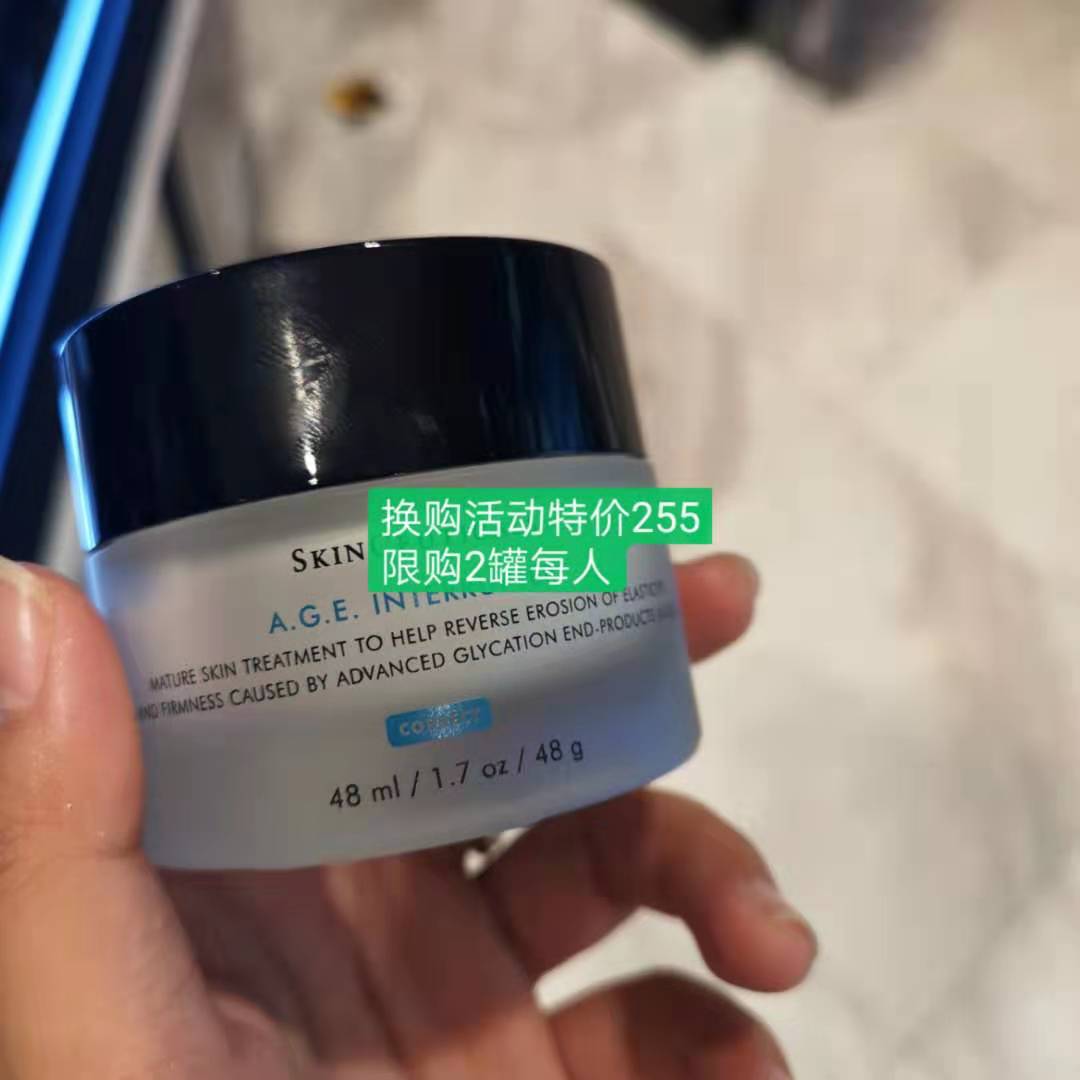 换购活动特价255
限购2罐每人
SKIN
A.G.E. INTERR
MATURE SKIN TREATMENT TO HELP REVERSE EROSION OF ELASTICITY
AND FIRMNESS CAUSED BY ADVANCED GLYCATION END-PRODUCTS
CORRECT
48 ml / 1.7 oz / 48 g